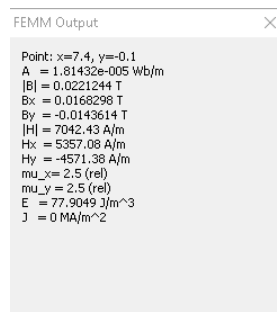 FEMM Output
Point: x=7.4, y=-0.1
A = 1.81432e-005 Wb/m
|B| = 0.0221244 T
Bx = 0.0168298 T
By = -0.0143614 T
|H| = 7042.43 A/m
Hx = 5357.08 A/m
Hy = -4571.38 A/m
mu_x= 2.5 (rel)
mu_y = 2.5 (rel)
E = 77.9049 J/m^3
J = 0 MA/m^2